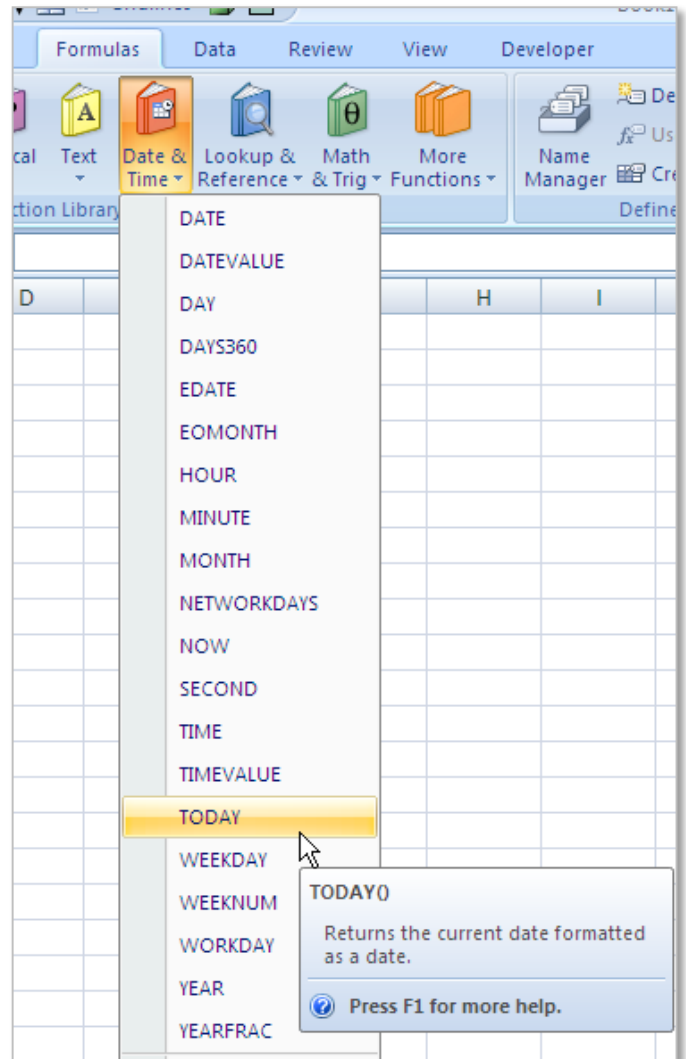 Formulas Data Review View Developer
cal Text Date & Time Lookup & Reference Math & Trig More Functions Name Manager
De
Us
Cre
ction Library Define
D H I
DATE
DATEVALUE
DAY
DAYS360
EDATE
EOMONTH
HOUR
MINUTE
MONTH
NETWORKDAYS
NOW
SECOND
TIME
TIMEVALUE
TODAY
WEEKDAY
WEEKNUM
WORKDAY
YEAR
YEARFRAC
TODAY()
Returns the current date formatted
as a date.
Press F1 for more help.